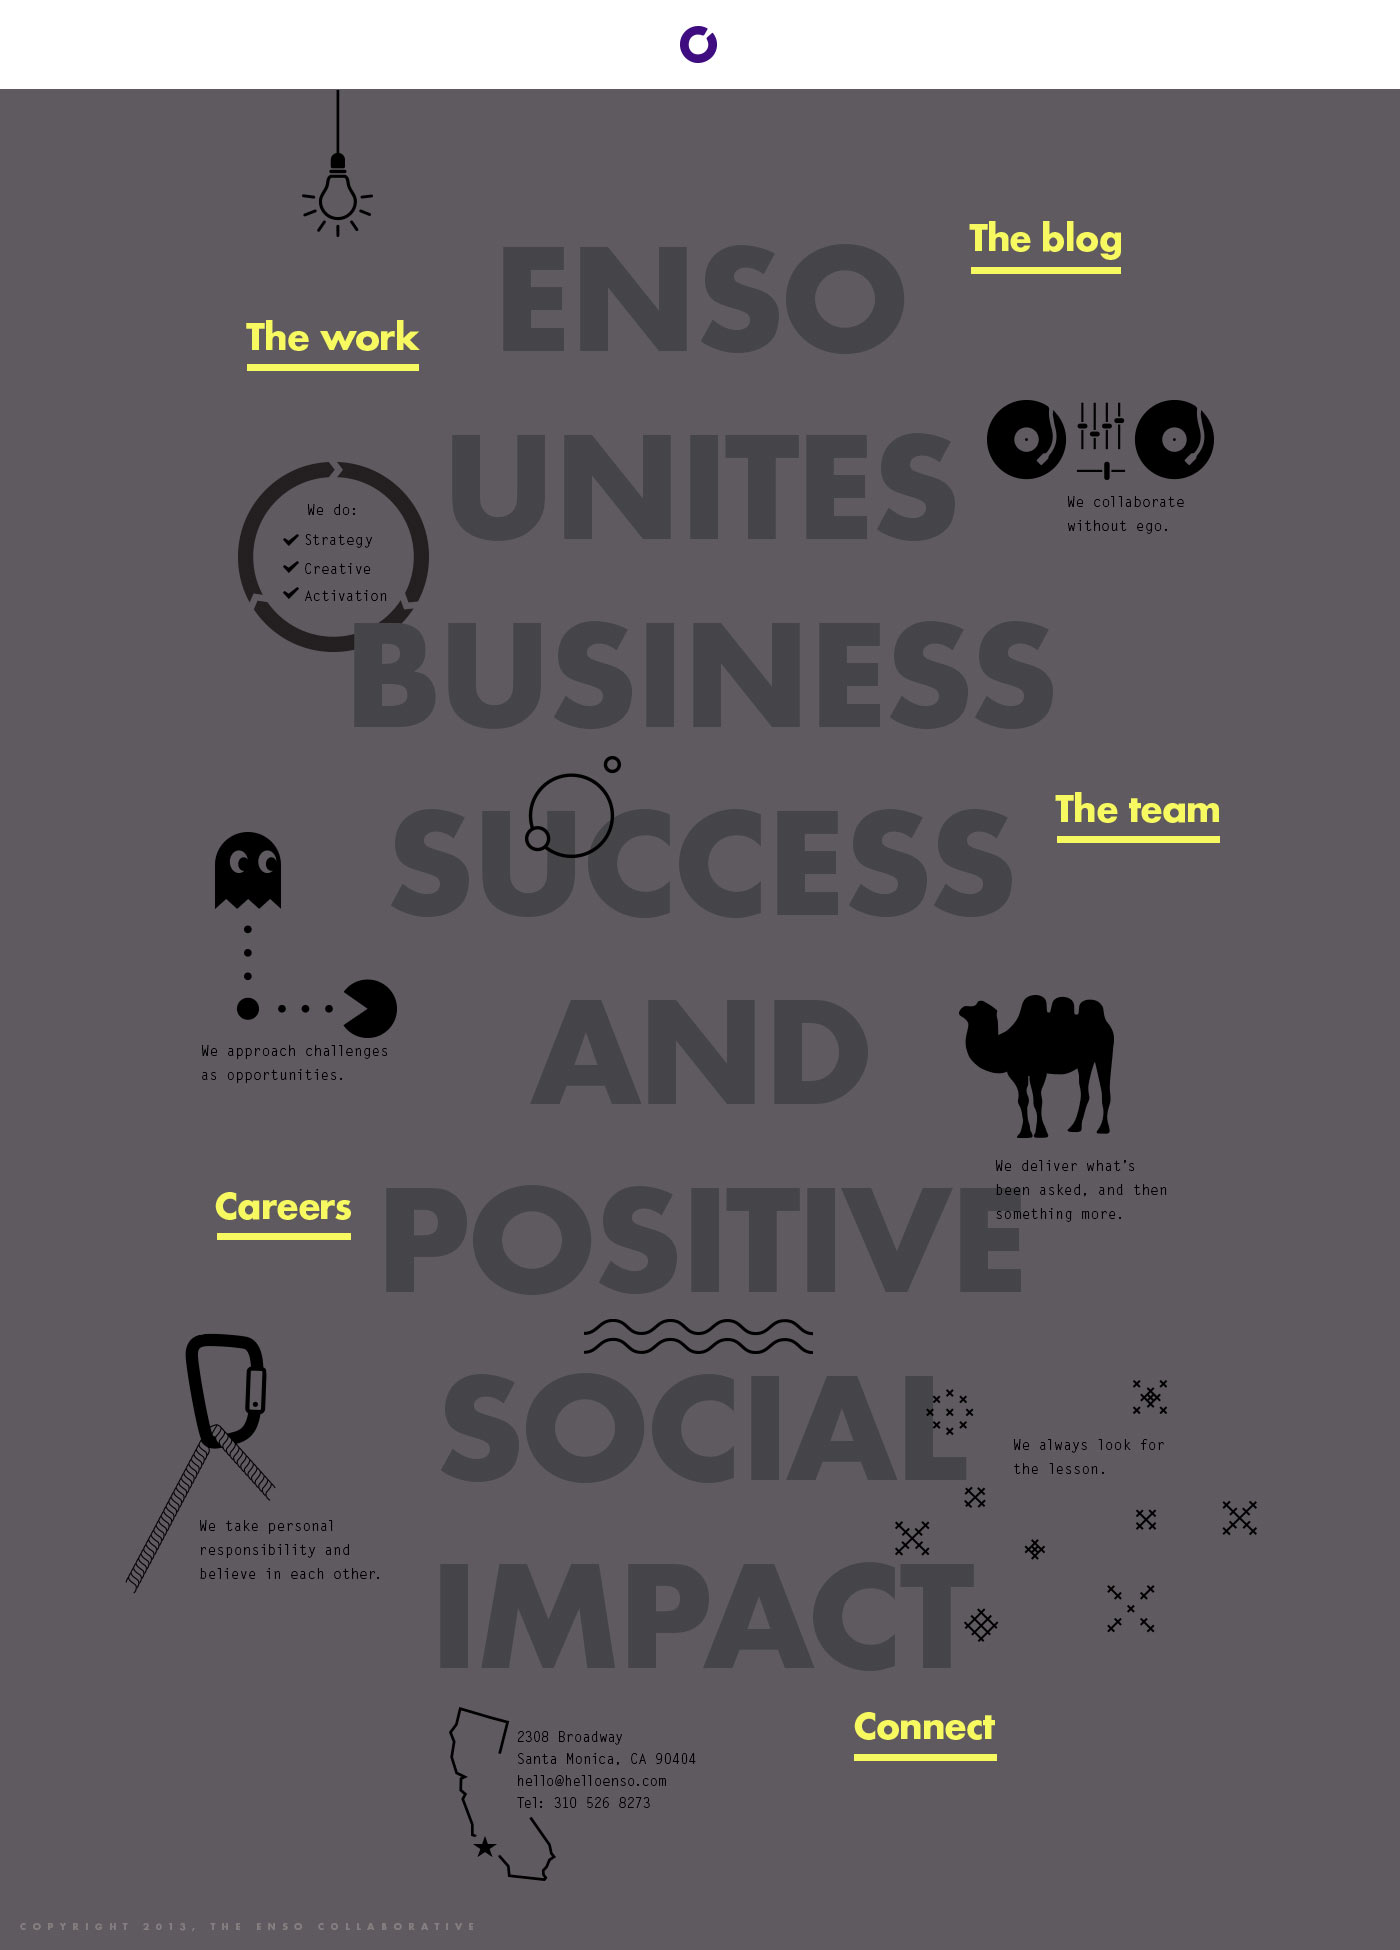 ENSO
The blog
The work
UNITES
We collaborate
without ego.
We do:
Strategy
Creative
Activation
BUSINESS
SUCCESS
The team
AND
We approach challenges
as opportunities.
We deliver what's
been asked, and then
something more.
Careers
POSITIVE
SOCIAL
We always look for
the lesson.
We take personal
responsibility and
believe in each other.
IMPACT
Connect
2308 Broadway
Santa Monica, CA 90404
hello@helloenso.com
Tel: 310 526 8273
COPYRIGHT 2013, THE ENSO COLLABORATIVE